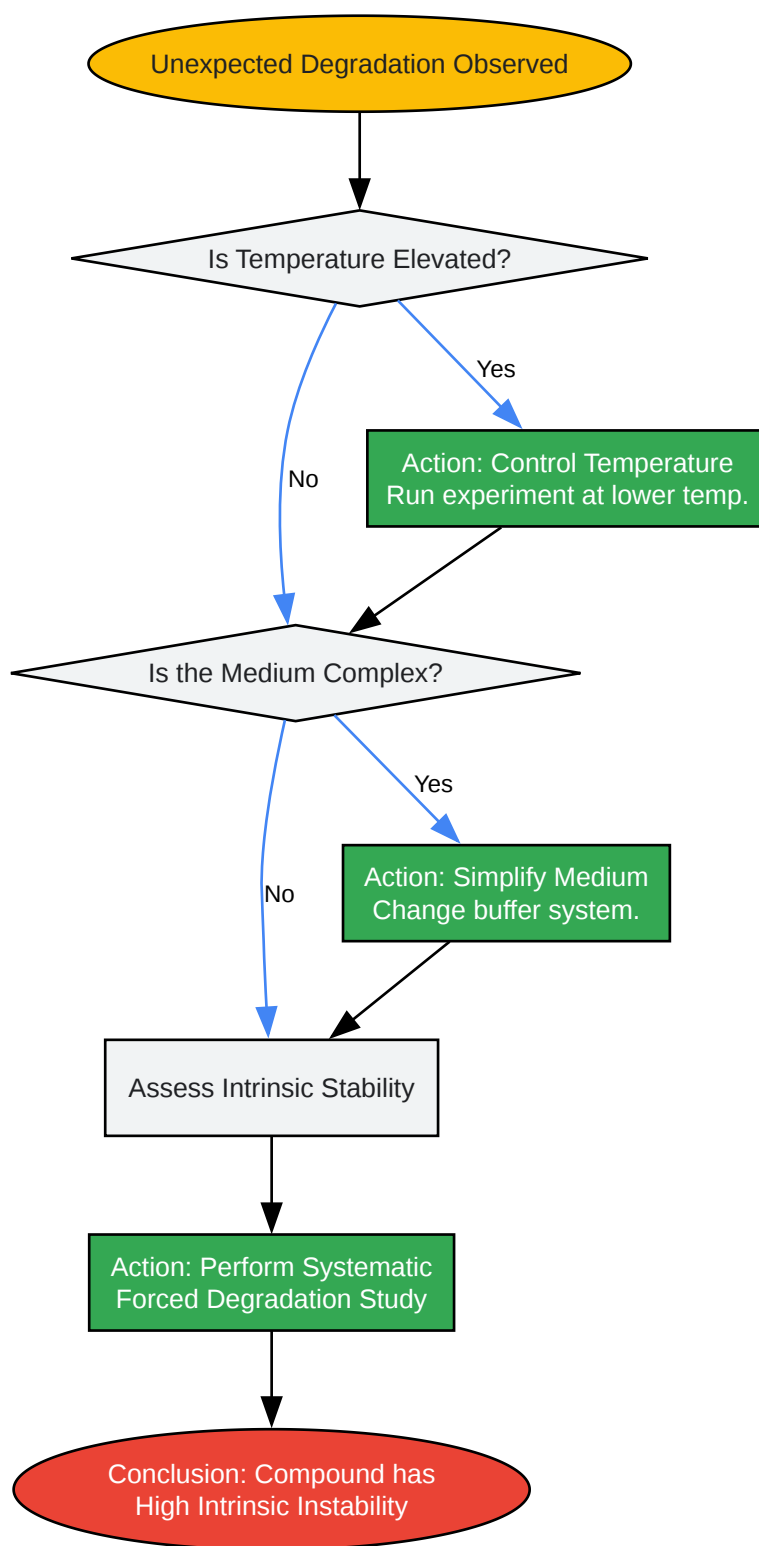 Unexpected Degradation Observed
Is Temperature Elevated?
Yes
Action: Control Temperature
Run experiment at lower temp.
No
Is the Medium Complex?
Yes
Action: Simplify Medium
Change buffer system.
No
Assess Intrinsic Stability
Action: Perform Systematic
Forced Degradation Study
Conclusion: Compound has
High Intrinsic Instability